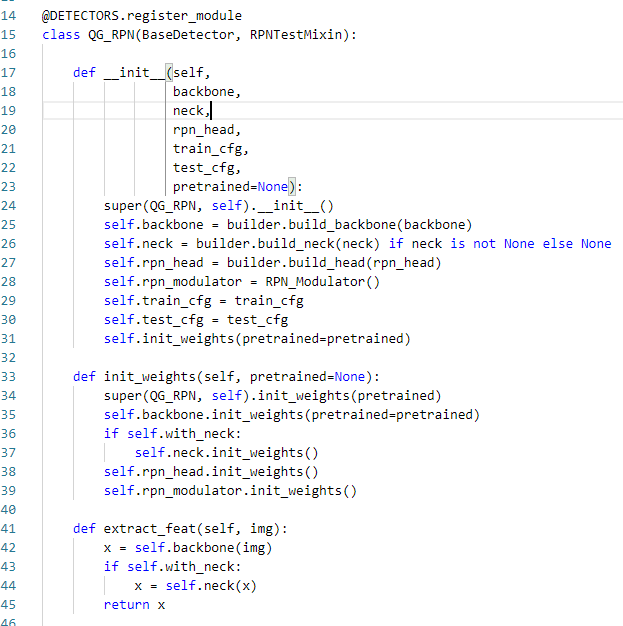 14 @DETECTORS.register_module
15 class QG_RPN(BaseDetector, RPNTestMixin):
16
17     def __init__(self,
18                  backbone,
19                  neck,
20                  rpn_head,
21                  train_cfg,
22                  test_cfg,
23                  pretrained=None):
24         super(QG_RPN, self).__init__()
25         self.backbone = builder.build_backbone(backbone)
26         self.neck = builder.build_neck(neck) if neck is not None else None
27         self.rpn_head = builder.build_head(rpn_head)
28         self.rpn_modulator = RPN_Modulator()
29         self.train_cfg = train_cfg
30         self.test_cfg = test_cfg
31         self.init_weights(pretrained=pretrained)
32
33     def init_weights(self, pretrained=None):
34         super(QG_RPN, self).init_weights(pretrained)
35         self.backbone.init_weights(pretrained=pretrained)
36         if self.with_neck:
37             self.neck.init_weights()
38         self.rpn_head.init_weights()
39         self.rpn_modulator.init_weights()
40
41     def extract_feat(self, img):
42         x = self.backbone(img)
43         if self.with_neck:
44             x = self.neck(x)
45         return x
46